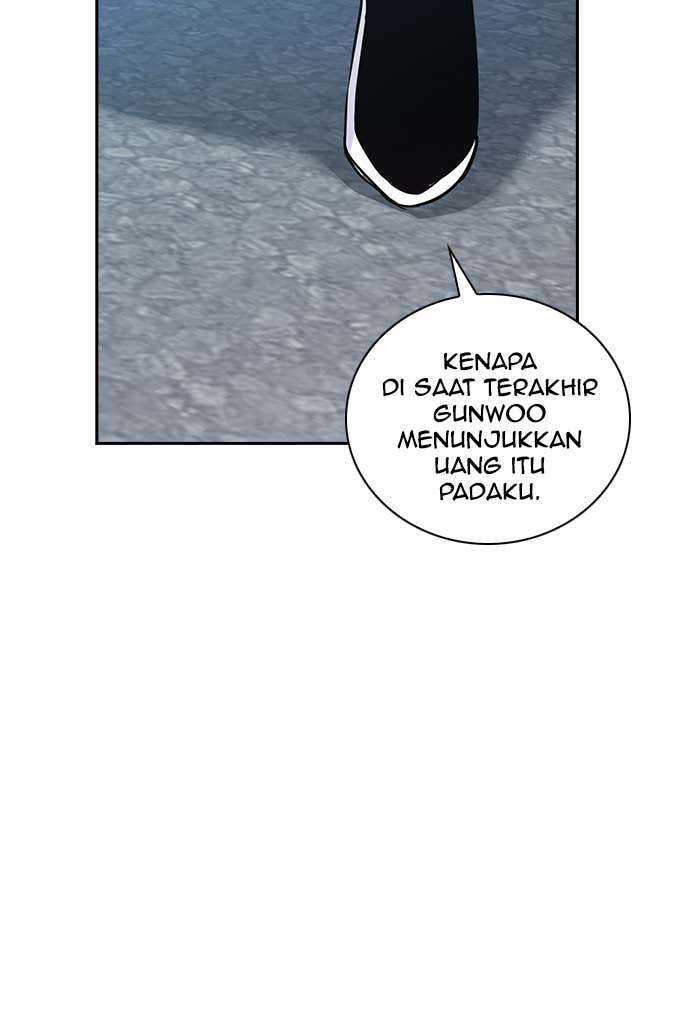 KENAPA
DI SAAT TERAKHIR
GUNWOO
MENUNJUKKAN
UANG ITU
PADAKU.